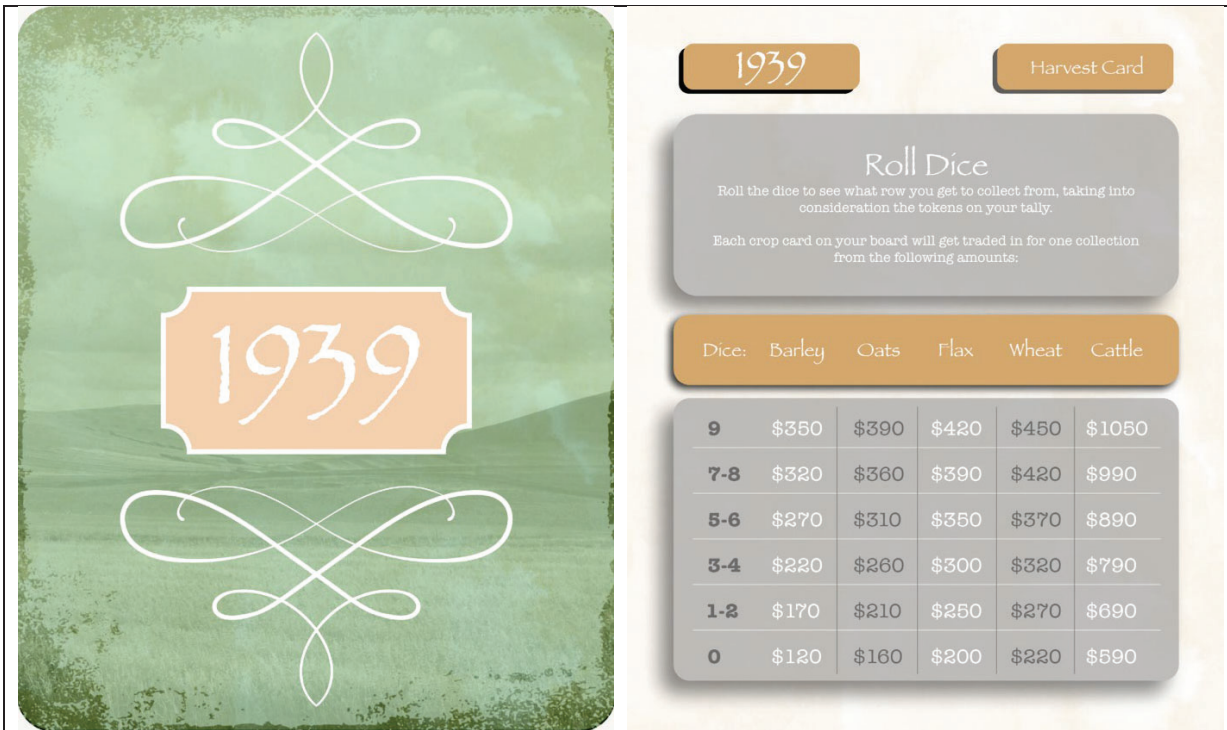 1939
1939
Harvest Card
Roll Dice
Roll the dice to see what row you get to collect from, taking into
consideration the tokens on your tally.
Each crop card on your board will get traded in for one collection
from the following amounts:
Dice: Barley Oats Flax Wheat Cattle
9 $350 $390 $420 $450 $1050
7-8 $320 $360 $390 $420 $990
5-6 $270 $310 $350 $370 $890
3-4 $220 $260 $300 $320 $790
1-2 $170 $210 $250 $270 $690
0 $120 $160 $200 $220 $590